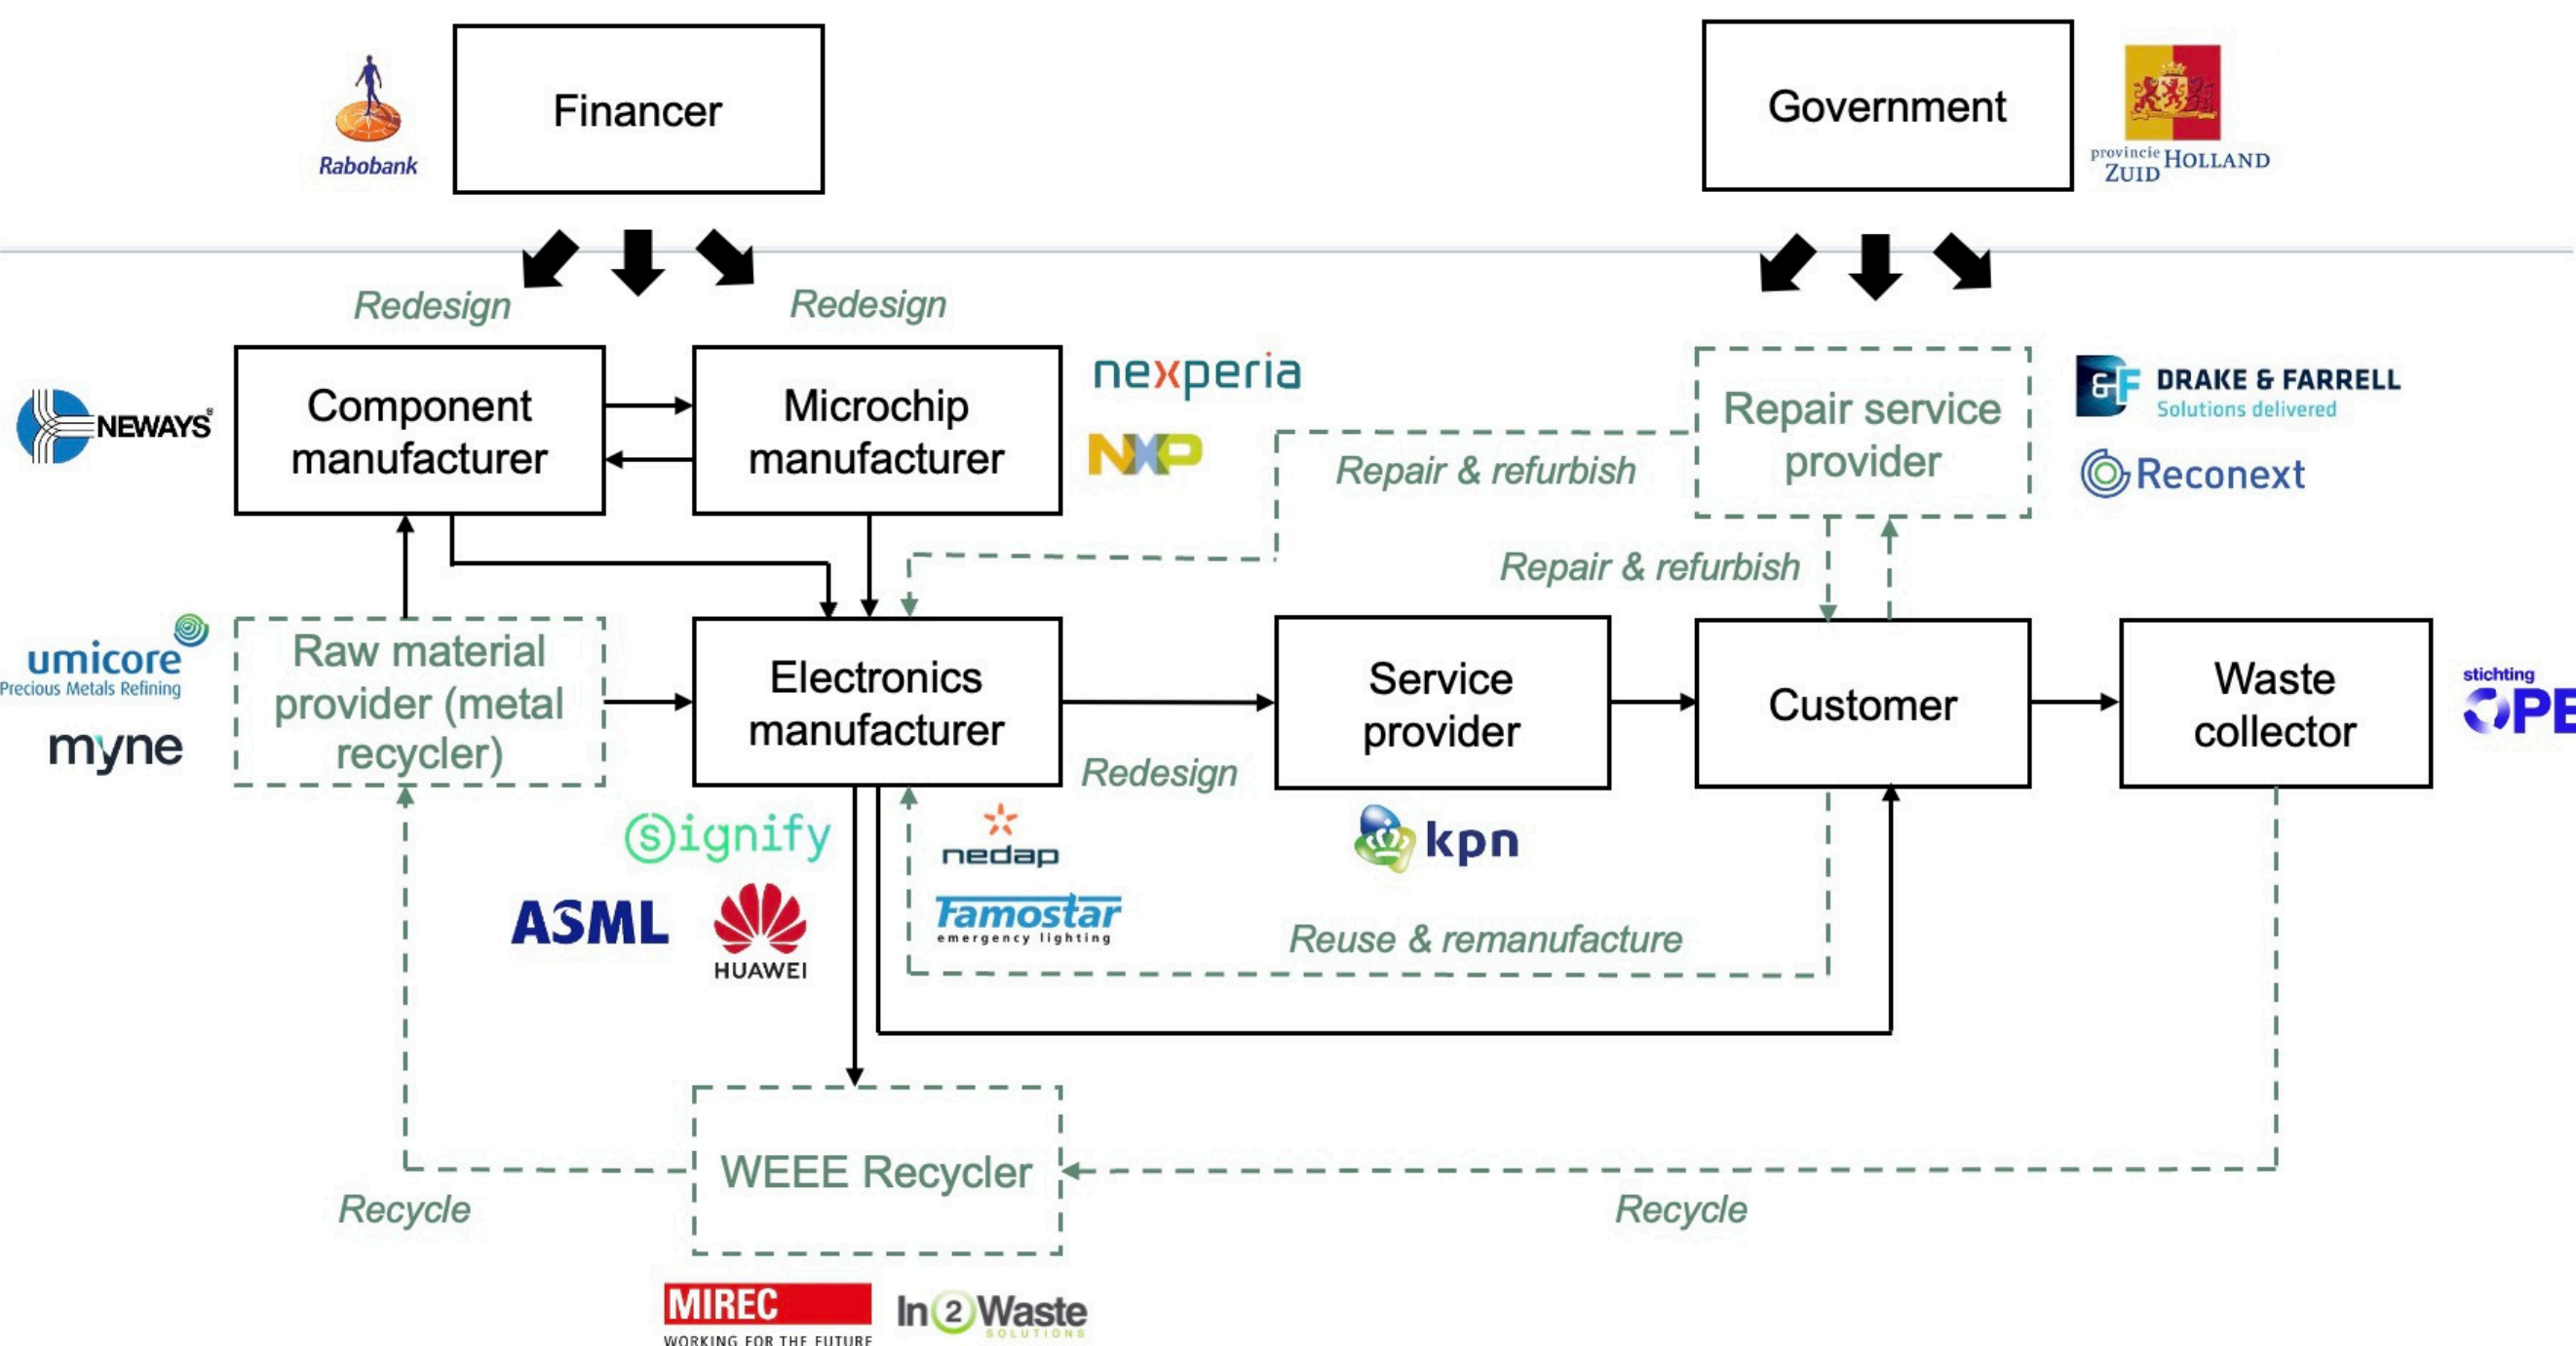 Financer
Rabobank
Government
provincie
ZUID HOLLAND
Redesign
Redesign
NEWAYS
Component
manufacturer
Microchip
manufacturer
nexperia
NXP
Repair & refurbish
Repair service
provider
&F DRAKE & FARRELL
Solutions delivered
Reconext
Repair & refurbish
umicore
Precious Metals Refining
myne
Raw material
provider (metal
recycler)
Electronics
manufacturer
Redesign
Service
provider
Customer
Waste
collector
stichting
OPE
Signify
ASML
HUAWEI
nedap
Famostar
emergency lighting
kpn
Reuse & remanufacture
WEEE Recycler
Recycle
Recycle
MIREC
WORKING FOR THE FUTURE
In2Waste
SOLUTIONS